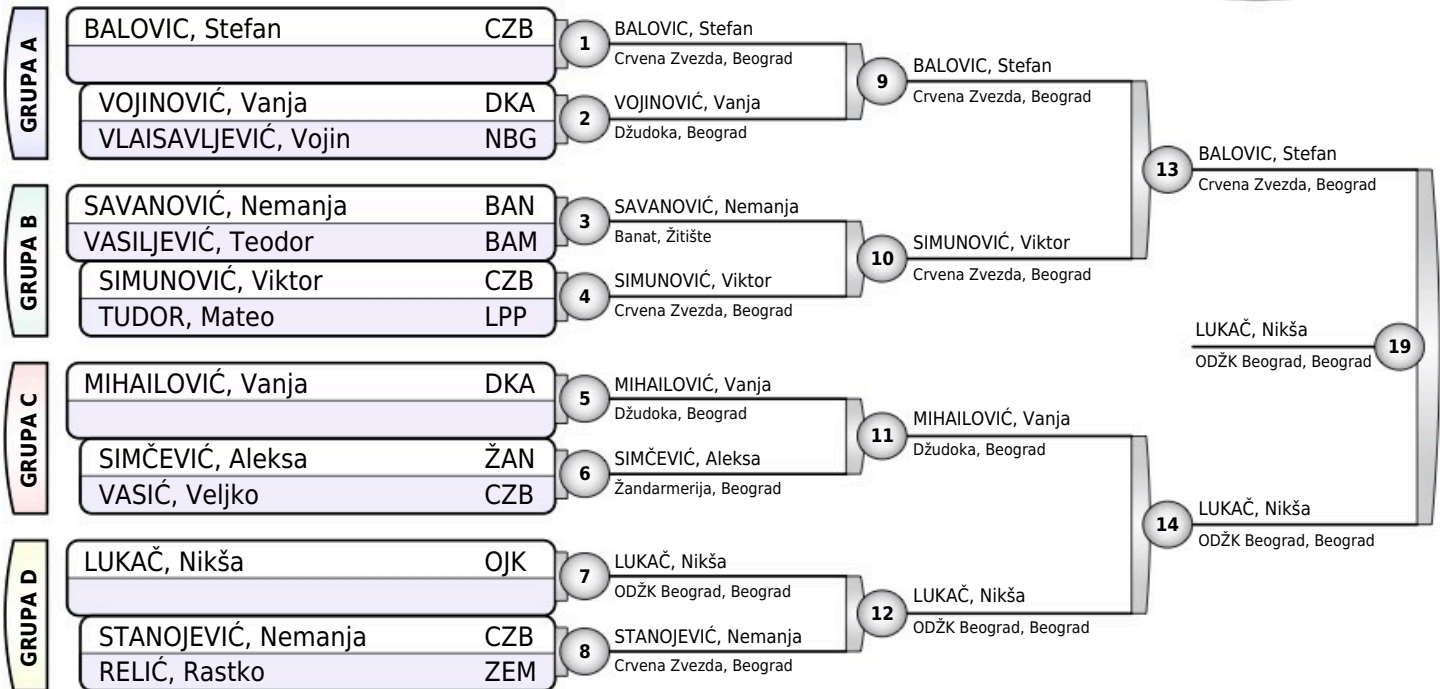 GRUPA A
BALOVIC, Stefan CZB
VOJINOVIĆ, Vanja DKA
VLAISAVLJEVIĆ, Vojin NBG
GRUPA B
SAVANOVIĆ, Nemanja BAN
VASILJEVIĆ, Teodor BAM
SIMUNOVIĆ, Viktor CZB
TUDOR, Mateo LPP
GRUPA C
MIHAILOVIĆ, Vanja DKA
SIMČEVIĆ, Aleksa ŽAN
VASIĆ, Veljko CZB
GRUPA D
LUKAČ, Nikša OJK
STANOJEVIĆ, Nemanja CZB
RELIĆ, Rastko ZEM
1
BALOVIC, Stefan
Crvena Zvezda, Beograd
2
VOJINOVIĆ, Vanja
Džudoka, Beograd
3
SAVANOVIĆ, Nemanja
Banat, Žitište
4
SIMUNOVIĆ, Viktor
Crvena Zvezda, Beograd
5
MIHAILOVIĆ, Vanja
Džudoka, Beograd
6
SIMČEVIĆ, Aleksa
Žandarmerija, Beograd
7
LUKAČ, Nikša
ODŽK Beograd, Beograd
8
STANOJEVIĆ, Nemanja
Crvena Zvezda, Beograd
9
BALOVIC, Stefan
Crvena Zvezda, Beograd
10
SIMUNOVIĆ, Viktor
Crvena Zvezda, Beograd
11
MIHAILOVIĆ, Vanja
Džudoka, Beograd
12
LUKAČ, Nikša
ODŽK Beograd, Beograd
13
BALOVIC, Stefan
Crvena Zvezda, Beograd
14
LUKAČ, Nikša
ODŽK Beograd, Beograd
LUKAČ, Nikša
ODŽK Beograd, Beograd
19